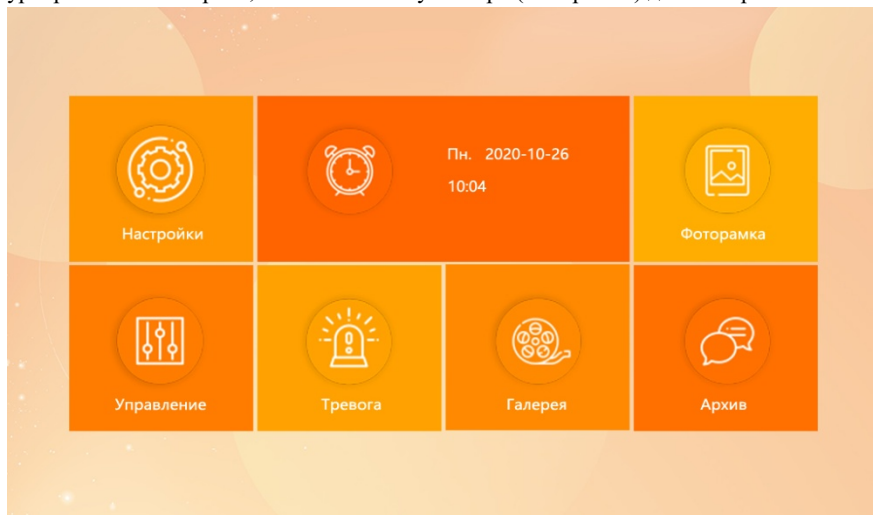 Пн. 2020-10-26
10:04
Настройки
Фоторамка
Управление
Тревога
Галерея
Архив